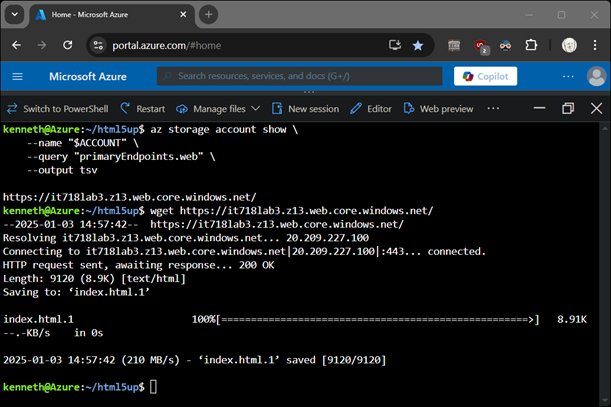 Home - Microsoft Azure
portal.azure.com/#home
2
Microsoft Azure
Search resources, services, and docs (G+/)
Copilot
Switch to PowerShell
Restart
Manage files
New session
Editor
Web preview
kenneth@Azure:~/html5up$ az storage account show \
--name "$ACCOUNT" \
--query "primaryEndpoints.web" \
--output tsv
https://it718lab3.z13.web.core.windows.net/
kenneth@Azure:~/html5up$ wget https://it718lab3.z13.web.core.windows.net/
--2025-01-03 14:57:42--  https://it718lab3.z13.web.core.windows.net/
Resolving it718lab3.z13.web.core.windows.net... 20.209.227.100
Connecting to it718lab3.z13.web.core.windows.net|20.209.227.100|:443... connected.
HTTP request sent, awaiting response... 200 OK
Length: 9120 (8.9K) [text/html]
Saving to: ‘index.html.1’
index.html.1 100%[===================================================>] 8.91K
--.-KB/s in 0s
2025-01-03 14:57:42 (210 MB/s) - ‘index.html.1’ saved [9120/9120]
kenneth@Azure:~/html5up$